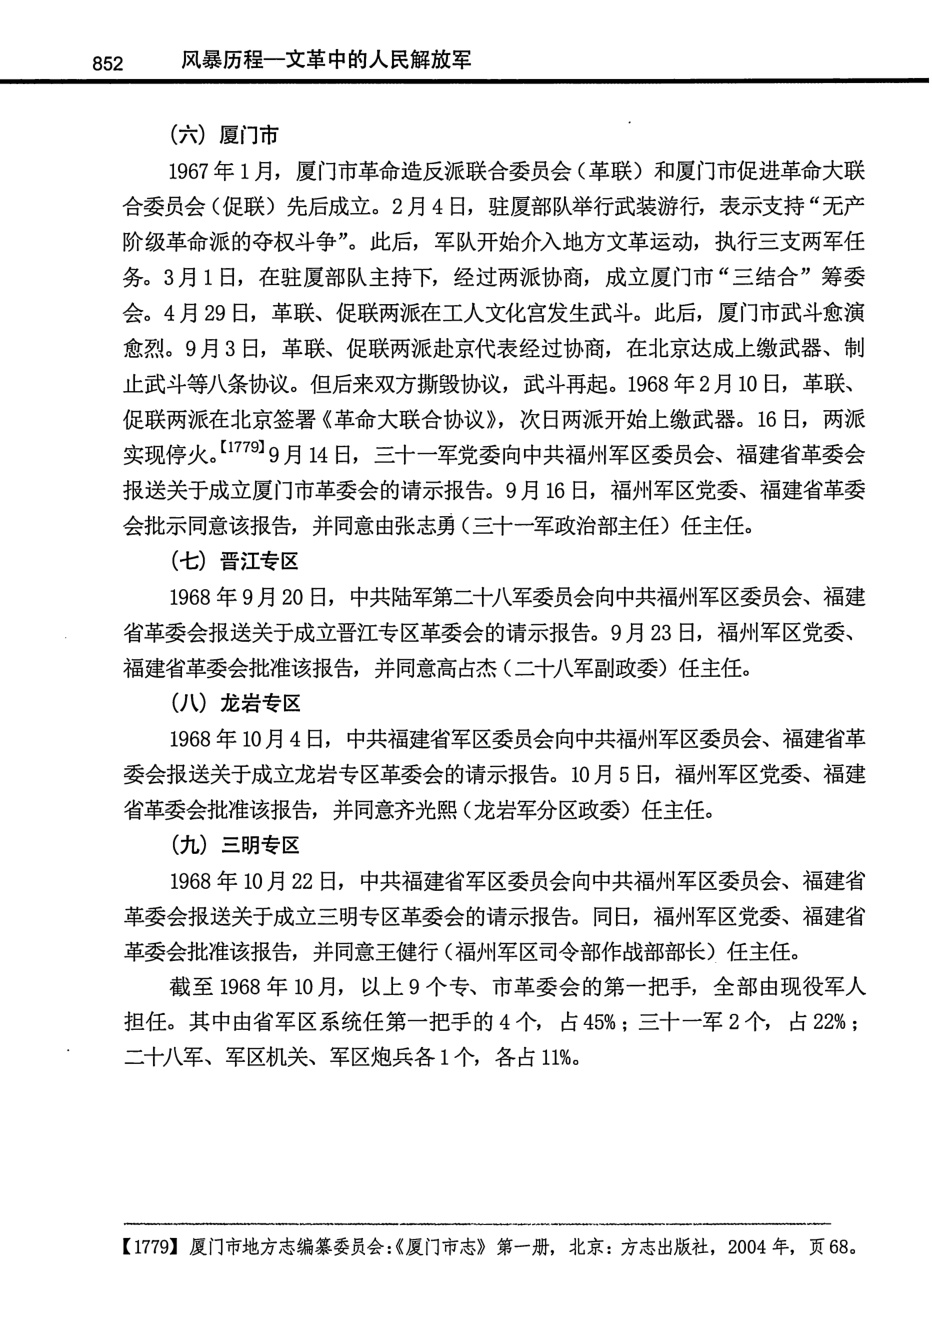 852 风暴历程—文革中的人民解放军
（六）厦门市
1967 年 1 月，厦门市革命造反派联合委员会（革联）和厦门市促进革命大联
合委员会（促联）先后成立。2 月 4 日，驻厦部队举行武装游行，表示支持“无产
阶级革命派的夺权斗争”。此后，军队开始介入地方文革运动，执行三支两军任
务。3 月 1 日，在驻厦部队主持下，经过两派协商，成立厦门市“三结合”筹委
会。4 月 29 日，革联、促联两派在工人文化宫发生武斗。此后，厦门市武斗愈演
愈烈。9 月 3 日，革联、促联两派赴京代表经过协商，在北京达成上缴武器、制
止武斗等八条协议。但后来双方撕毁协议，武斗再起。1968 年 2 月 10 日，革联、
促联两派在北京签署《革命大联合协议》，次日两派开始上缴武器。16 日，两派
实现停火。【1779】9 月 14 日，三十一军党委向中共福州军区委员会、福建省革委会
报送关于成立厦门市革委会的请示报告。9 月 16 日，福州军区党委、福建省革委
会批示同意该报告，并同意由张志勇（三十一军政治部主任）任主任。
（七）晋江专区
1968 年 9 月 20 日，中共陆军第二十八军委员会向中共福州军区委员会、福建
省革委会报送关于成立晋江专区革委会的请示报告。9 月 23 日，福州军区党委、
福建省革委会批准该报告，并同意高占杰（二十八军副政委）任主任。
（八）龙岩专区
1968 年 10 月 4 日，中共福建省军区委员会向中共福州军区委员会、福建省革
委会报送关于成立龙岩专区革委会的请示报告。10 月 5 日，福州军区党委、福建
省革委会批准该报告，并同意齐光熙（龙岩军分区政委）任主任。
（九）三明专区
1968 年 10 月 22 日，中共福建省军区委员会向中共福州军区委员会、福建省
革委会报送关于成立三明专区革委会的请示报告。同日，福州军区党委、福建省
革委会批准该报告，并同意王健行（福州军区司令部作战部部长）任主任。
截至 1968 年 10 月，以上 9 个专、市革委会的第一把手，全部由现役军人
担任。其中由省军区系统任第一把手的 4 个，占 45%；三十一军 2 个，占 22%；
二十八军、军区机关、军区炮兵各 1 个，各占 11%。
【1779】厦门市地方志编纂委员会：《厦门市志》第一册，北京：方志出版社，2004 年，页 68。